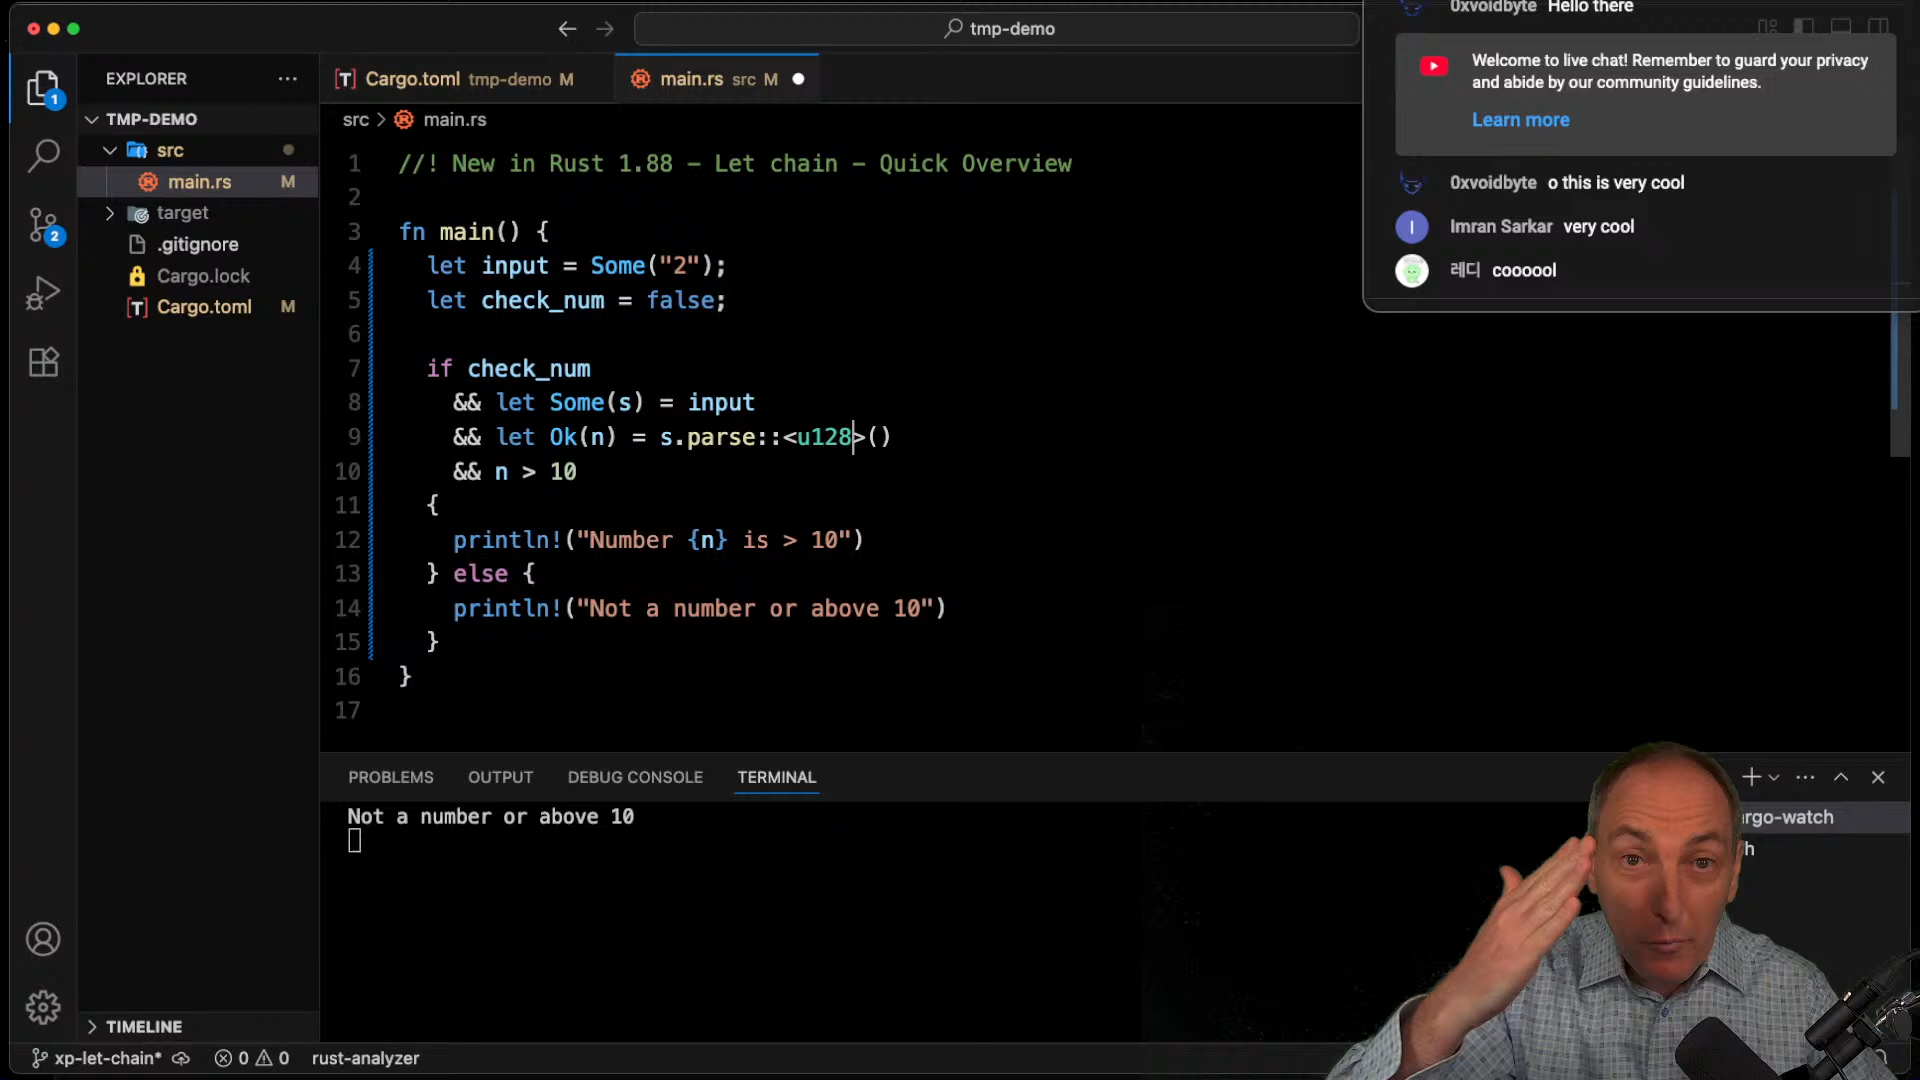 tmp-demo
EXPLORER
TMP-DEMO
src
main.rs M
target
.gitignore
Cargo.lock
Cargo.toml M
TIMELINE
1
2
Cargo.toml tmp-demo M
main.rs src M
src > main.rs
1 //! New in Rust 1.88 - Let chain - Quick Overview
2
3 fn main() {
4 let input = Some("2");
5 let check_num = false;
6
7 if check_num
8 && let Some(s) = input
9 && let Ok(n) = s.parse::<u128>()
10 && n > 10
11 {
12 println!("Number {n} is > 10")
13 } else {
14 println!("Not a number or above 10")
15 }
16 }
17
0xvoidbyte Hello there
Welcome to live chat! Remember to guard your privacy
and abide by our community guidelines.
Learn more
0xvoidbyte o this is very cool
I
Imran Sarkar very cool
레디 coooool
PROBLEMS OUTPUT DEBUG CONSOLE TERMINAL
Not a number or above 10
rgo-watch
h
xp-let-chain* 0 0 rust-analyzer